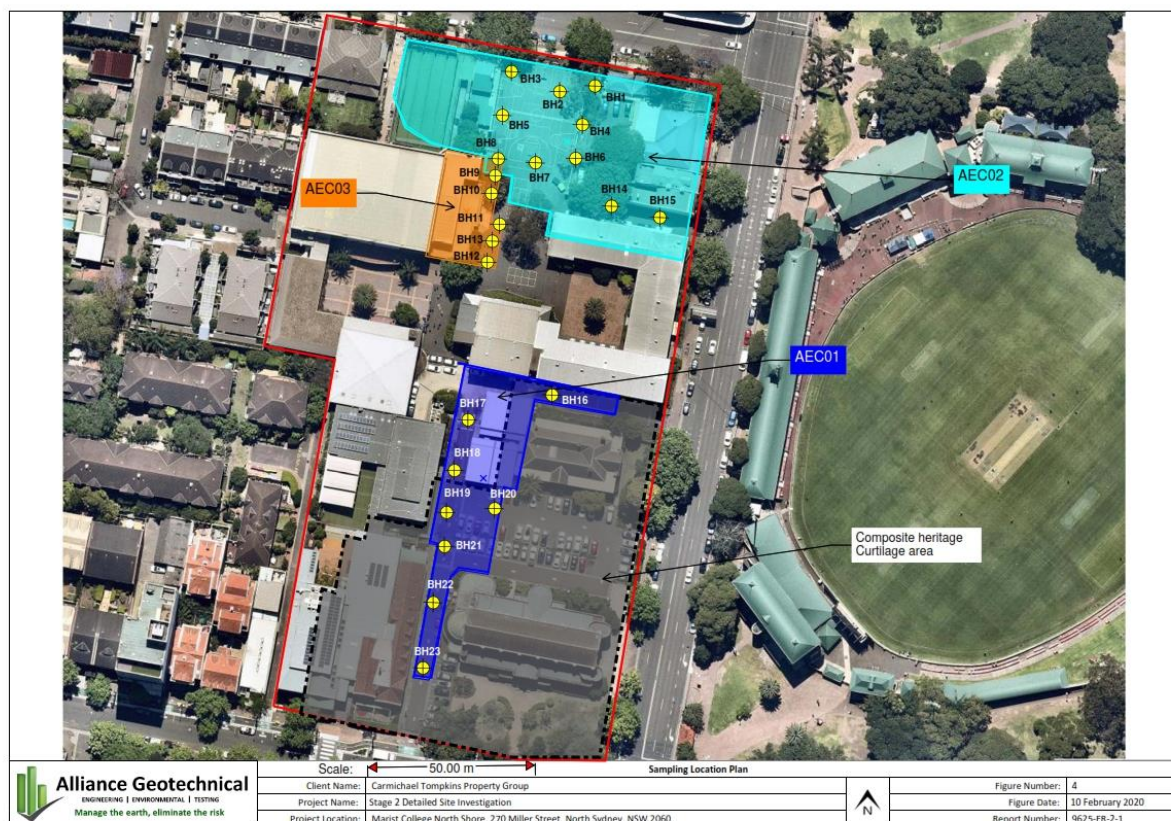 BH3
BH1
BH2
BH5
BH4
BH8
BH6
BH7
BH9
AEC02
AEC03
BH10
BH14
BH15
BH11
BH13
BH12
AEC01
BH16
BH17
BH18
BH19
BH20
Composite heritage
Curtilage area
BH21
BH22
BH23
Scale: 50.00 m Sampling Location Plan
Alliance Geotechnical
ENGINEERING | ENVIRONMENTAL | TESTING
Manage the earth, eliminate the risk
Client Name: Carmichael Tompkins Property Group
Project Name: Stage 2 Detailed Site Investigation
Project Location: Marist College North Shore, 270 Miller Street, North Sydney, NSW 2060
N
Figure Number: 4
Figure Date: 10 February 2020
Report Number: 9625-ER-2-1